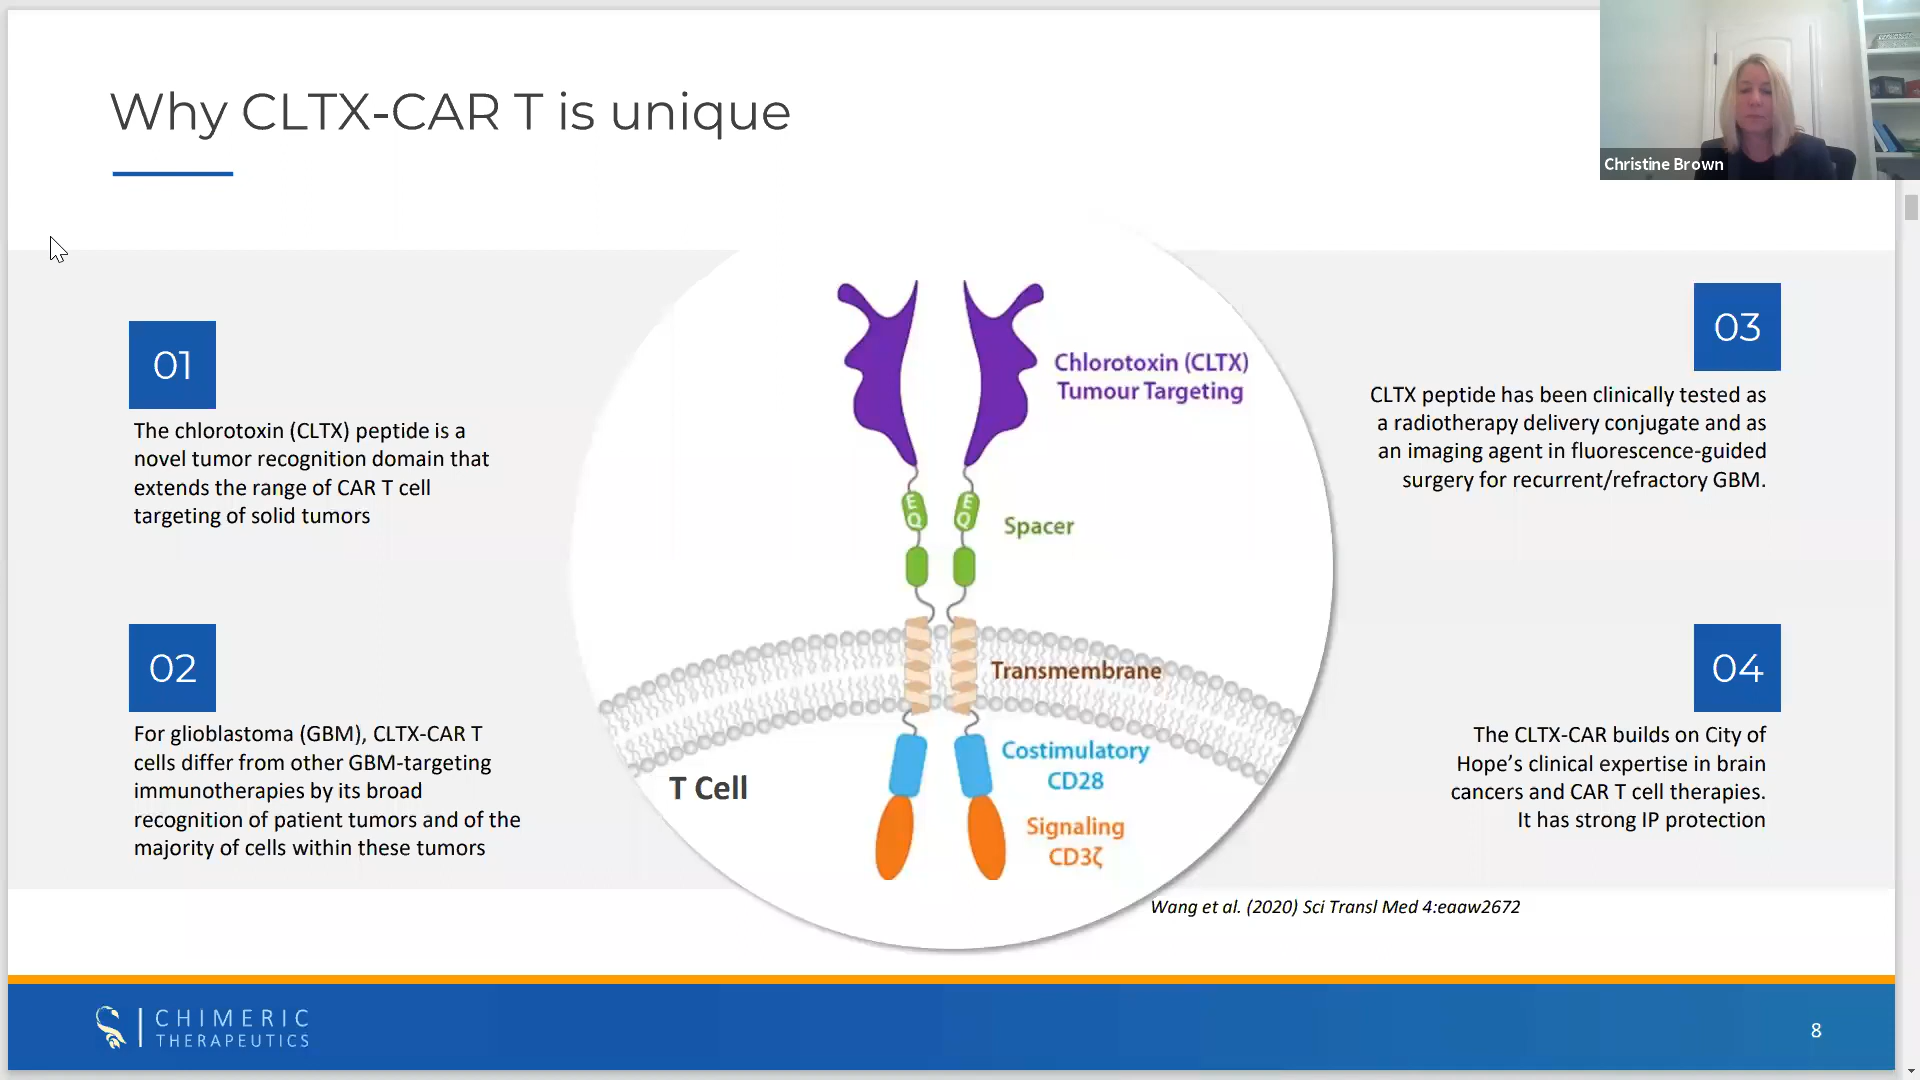 Why CLTX-CAR T is unique
Christine Brown
01
The chlorotoxin (CLTX) peptide is a
novel tumor recognition domain that
extends the range of CAR T cell
targeting of solid tumors
02
For glioblastoma (GBM), CLTX-CAR T
cells differ from other GBM-targeting
immunotherapies by its broad
recognition of patient tumors and of the
majority of cells within these tumors
Chlorotoxin (CLTX)
Tumour Targeting
E E
Q Q
Spacer
Transmembrane
T Cell
Costimulatory
CD28
Signaling
CD3ζ
03
CLTX peptide has been clinically tested as
a radiotherapy delivery conjugate and as
an imaging agent in fluorescence-guided
surgery for recurrent/refractory GBM.
04
The CLTX-CAR builds on City of
Hope’s clinical expertise in brain
cancers and CAR T cell therapies.
It has strong IP protection
Wang et al. (2020) Sci Transl Med 4:eaaw2672
CHIMERIC
THERAPEUTICS
8